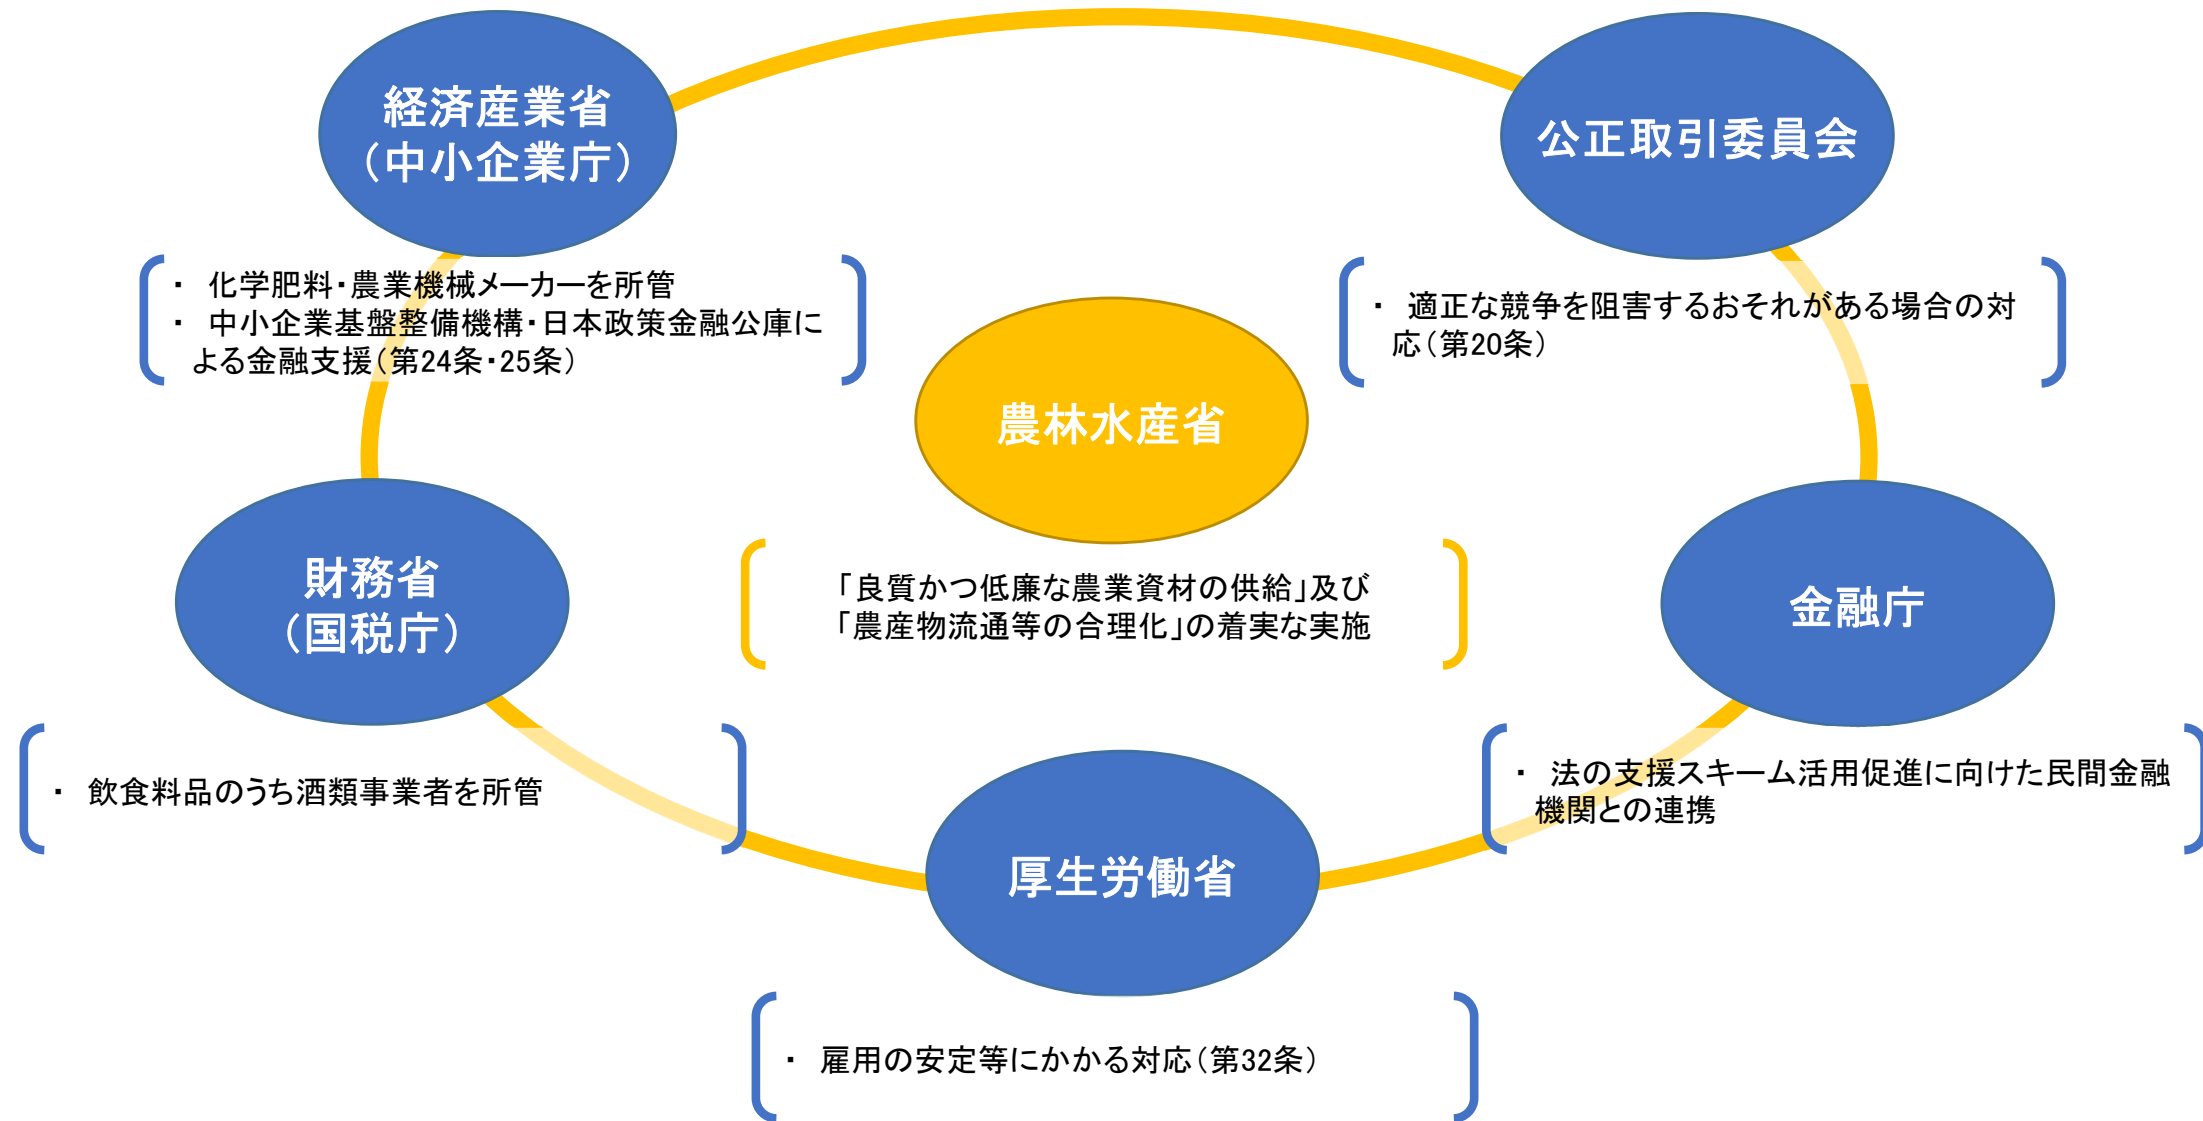 経済産業省
（中小企業庁）
・ 化学肥料・農業機械メーカーを所管
・ 中小企業基盤整備機構・日本政策金融公庫に
よる金融支援（第24条・25条）
公正取引委員会
・ 適正な競争を阻害するおそれがある場合の対
応（第20条）
農林水産省
「良質かつ低廉な農業資材の供給」及び
「農産物流通等の合理化」の着実な実施
財務省
（国税庁）
・ 飲食料品のうち酒類事業者を所管
金融庁
・ 法の支援スキーム活用促進に向けた民間金融
機関との連携
厚生労働省
・ 雇用の安定等にかかる対応（第32条）